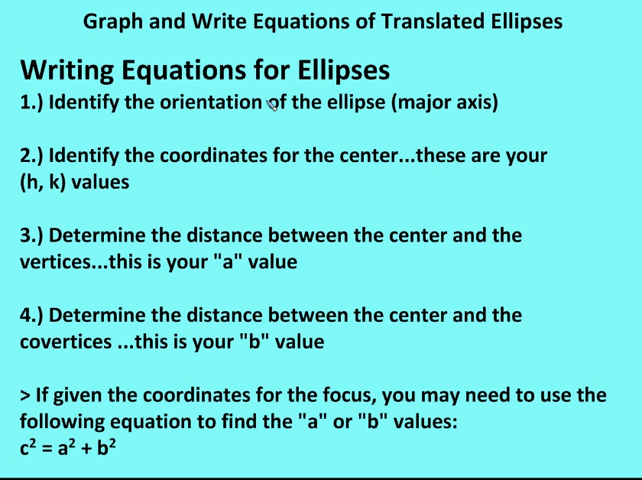 Graph and Write Equations of Translated Ellipses
Writing Equations for Ellipses
1.) Identify the orientation of the ellipse (major axis)
2.) Identify the coordinates for the center...these are your
(h, k) values
3.) Determine the distance between the center and the
vertices...this is your "a" value
4.) Determine the distance between the center and the
covertices ...this is your "b" value
> If given the coordinates for the focus, you may need to use the
following equation to find the "a" or "b" values:
c² = a² + b²